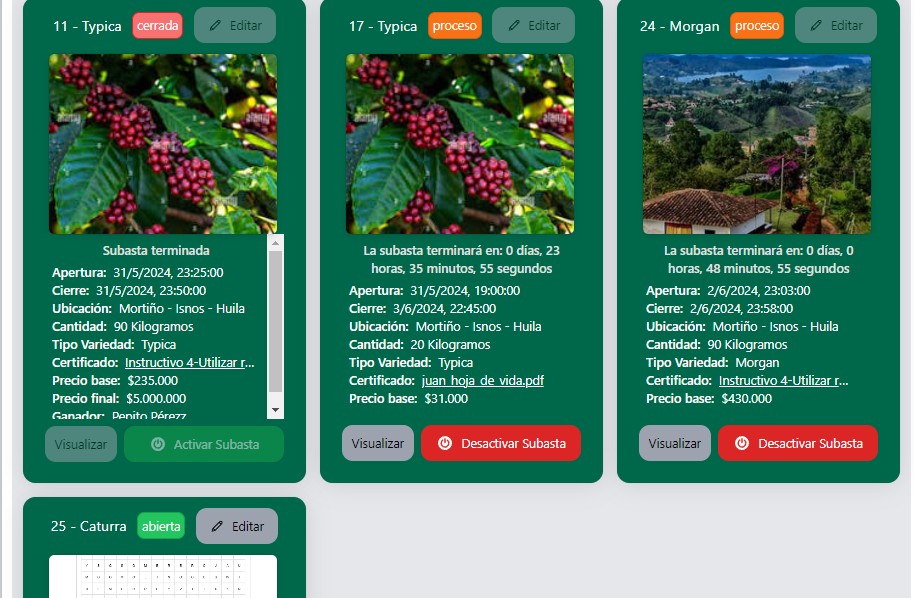 11 - Typica cerrada Editar
Subasta terminada
Apertura: 31/5/2024, 23:25:00
Cierre: 31/5/2024, 23:50:00
Ubicación: Mortiño - Isnos - Huila
Cantidad: 90 Kilogramos
Tipo Variedad: Typica
Certificado: Instructivo 4-Utilizar r...
Precio base: $235.000
Precio final: $5.000.000
Ganador: Pepito Pérezz
Visualizar Activar Subasta
17 - Typica proceso Editar
La subasta terminará en: 0 días, 23
horas, 35 minutos, 55 segundos
Apertura: 31/5/2024, 19:00:00
Cierre: 3/6/2024, 22:45:00
Ubicación: Mortiño - Isnos - Huila
Cantidad: 20 Kilogramos
Tipo Variedad: Typica
Certificado: juan_hoja_de_vida.pdf
Precio base: $31.000
Visualizar Desactivar Subasta
24 - Morgan proceso Editar
La subasta terminará en: 0 días, 0
horas, 48 minutos, 55 segundos
Apertura: 2/6/2024, 23:03:00
Cierre: 2/6/2024, 23:58:00
Ubicación: Mortiño - Isnos - Huila
Cantidad: 90 Kilogramos
Tipo Variedad: Morgan
Certificado: Instructivo 4-Utilizar r...
Precio base: $430.000
Visualizar Desactivar Subasta
25 - Caturra abierta Editar